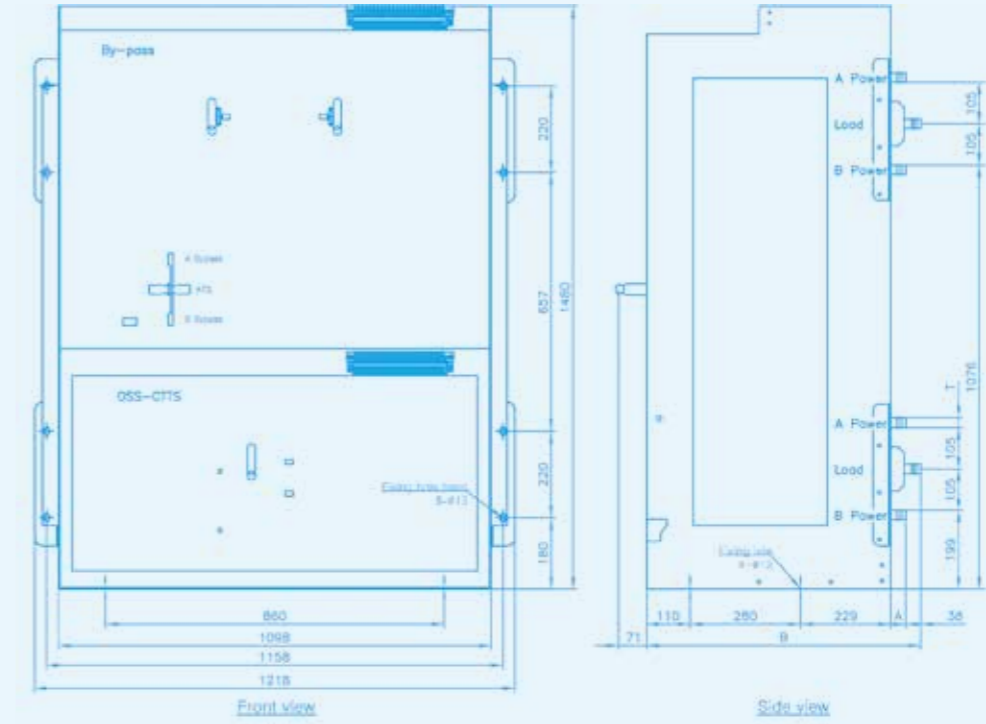 By-pass
A Power
105
Load
105
B Power
220
657
1480
ATS
1076
OSS-CTTS
T
A Power
105
Load
105
B Power
220
180
199
860
1098
1158
1218
110
280
229
A
38
71
B
Front view
Side view